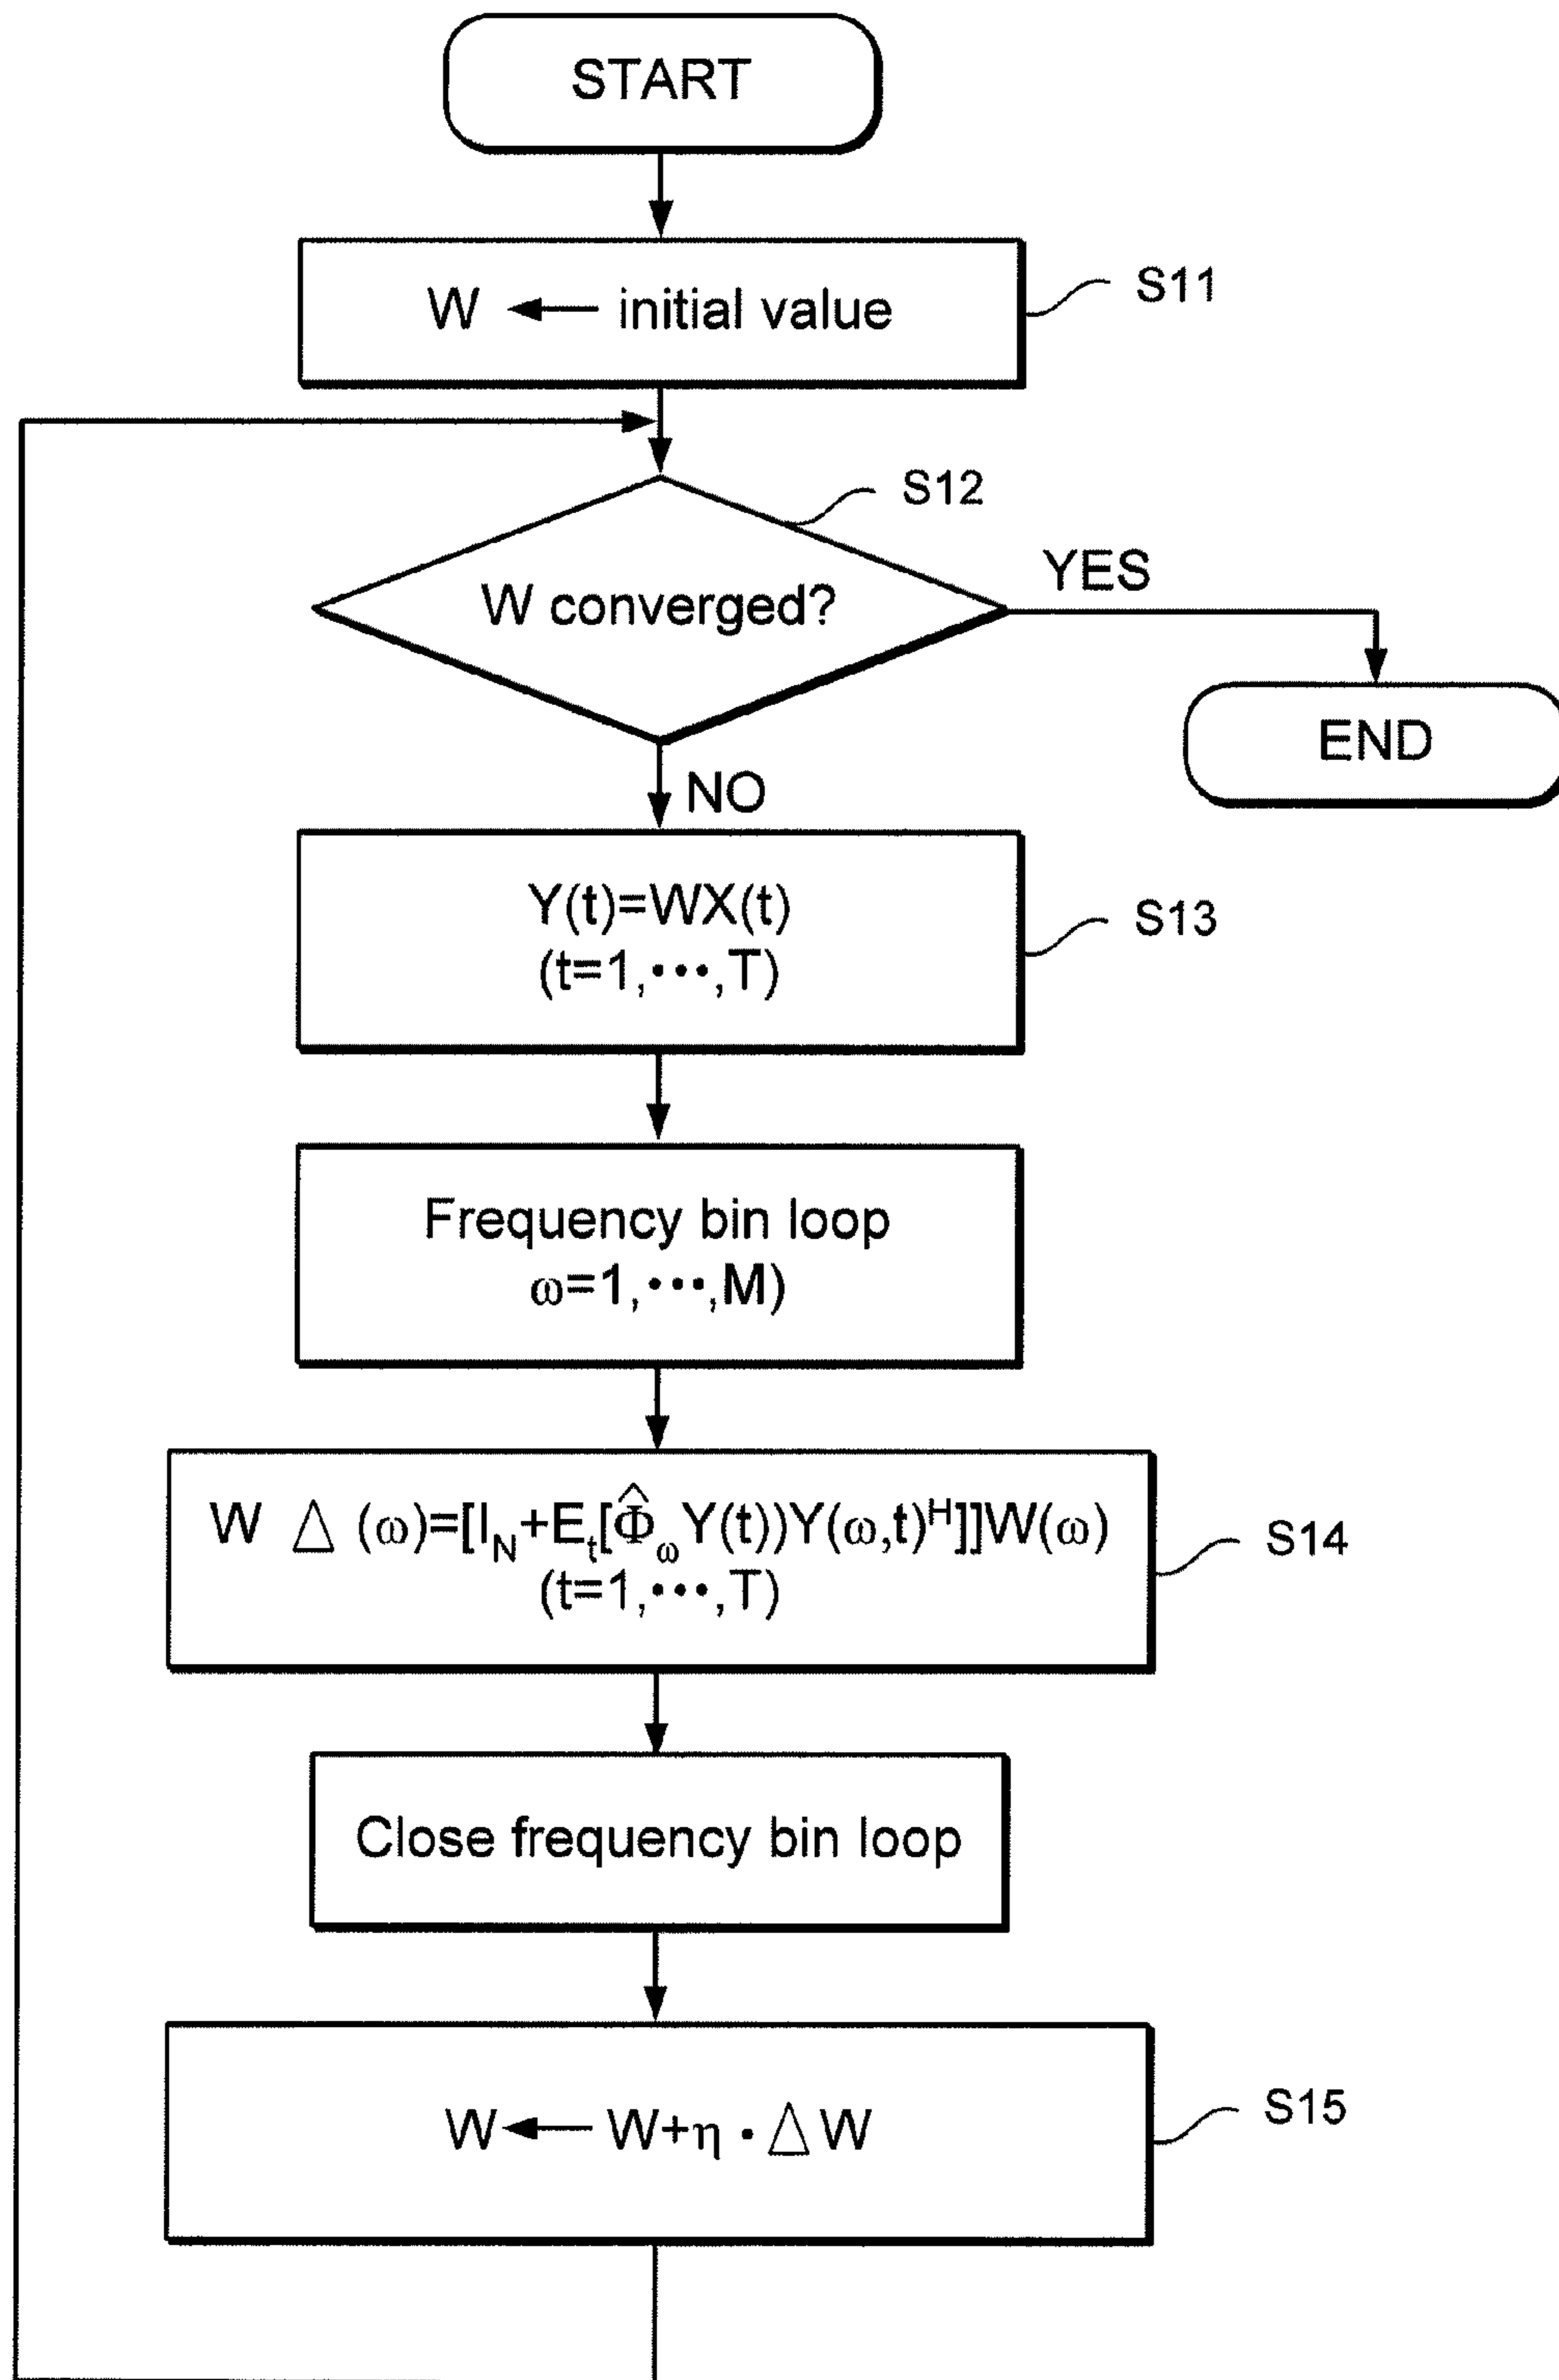 START
W ← initial value
S11
S12
W converged?
YES
END
NO
Y(t)=WX(t)
(t=1,···,T)
S13
Frequency bin loop
ω=1,···,M)
W △ (ω)=[I_N+E_t[Φ̂_ω Y(t))Y(ω,t)^H]]W(ω)
(t=1,···,T)
S14
Close frequency bin loop
W ← W+η · △ W
S15